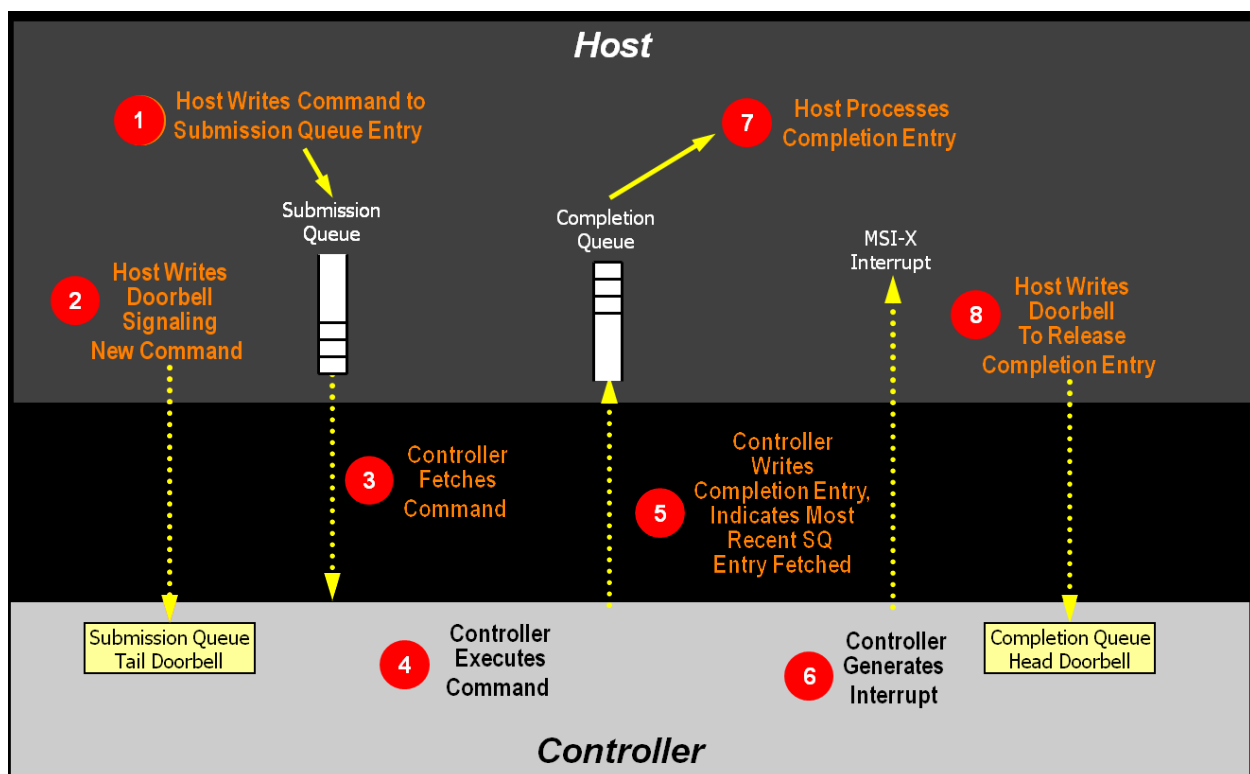 Host
1
Host Writes Command to
Submission Queue Entry
7
Host Processes
Completion Entry
Submission
Queue
Completion
Queue
MSI-X
Interrupt
2
Host Writes
Doorbell
Signaling
New Command
8
Host Writes
Doorbell
To Release
Completion Entry
3
Controller
Fetches
Command
5
Controller
Writes
Completion Entry,
Indicates Most
Recent SQ
Entry Fetched
Submission Queue
Tail Doorbell
4
Controller
Executes
Command
6
Controller
Generates
Interrupt
Completion Queue
Head Doorbell
Controller